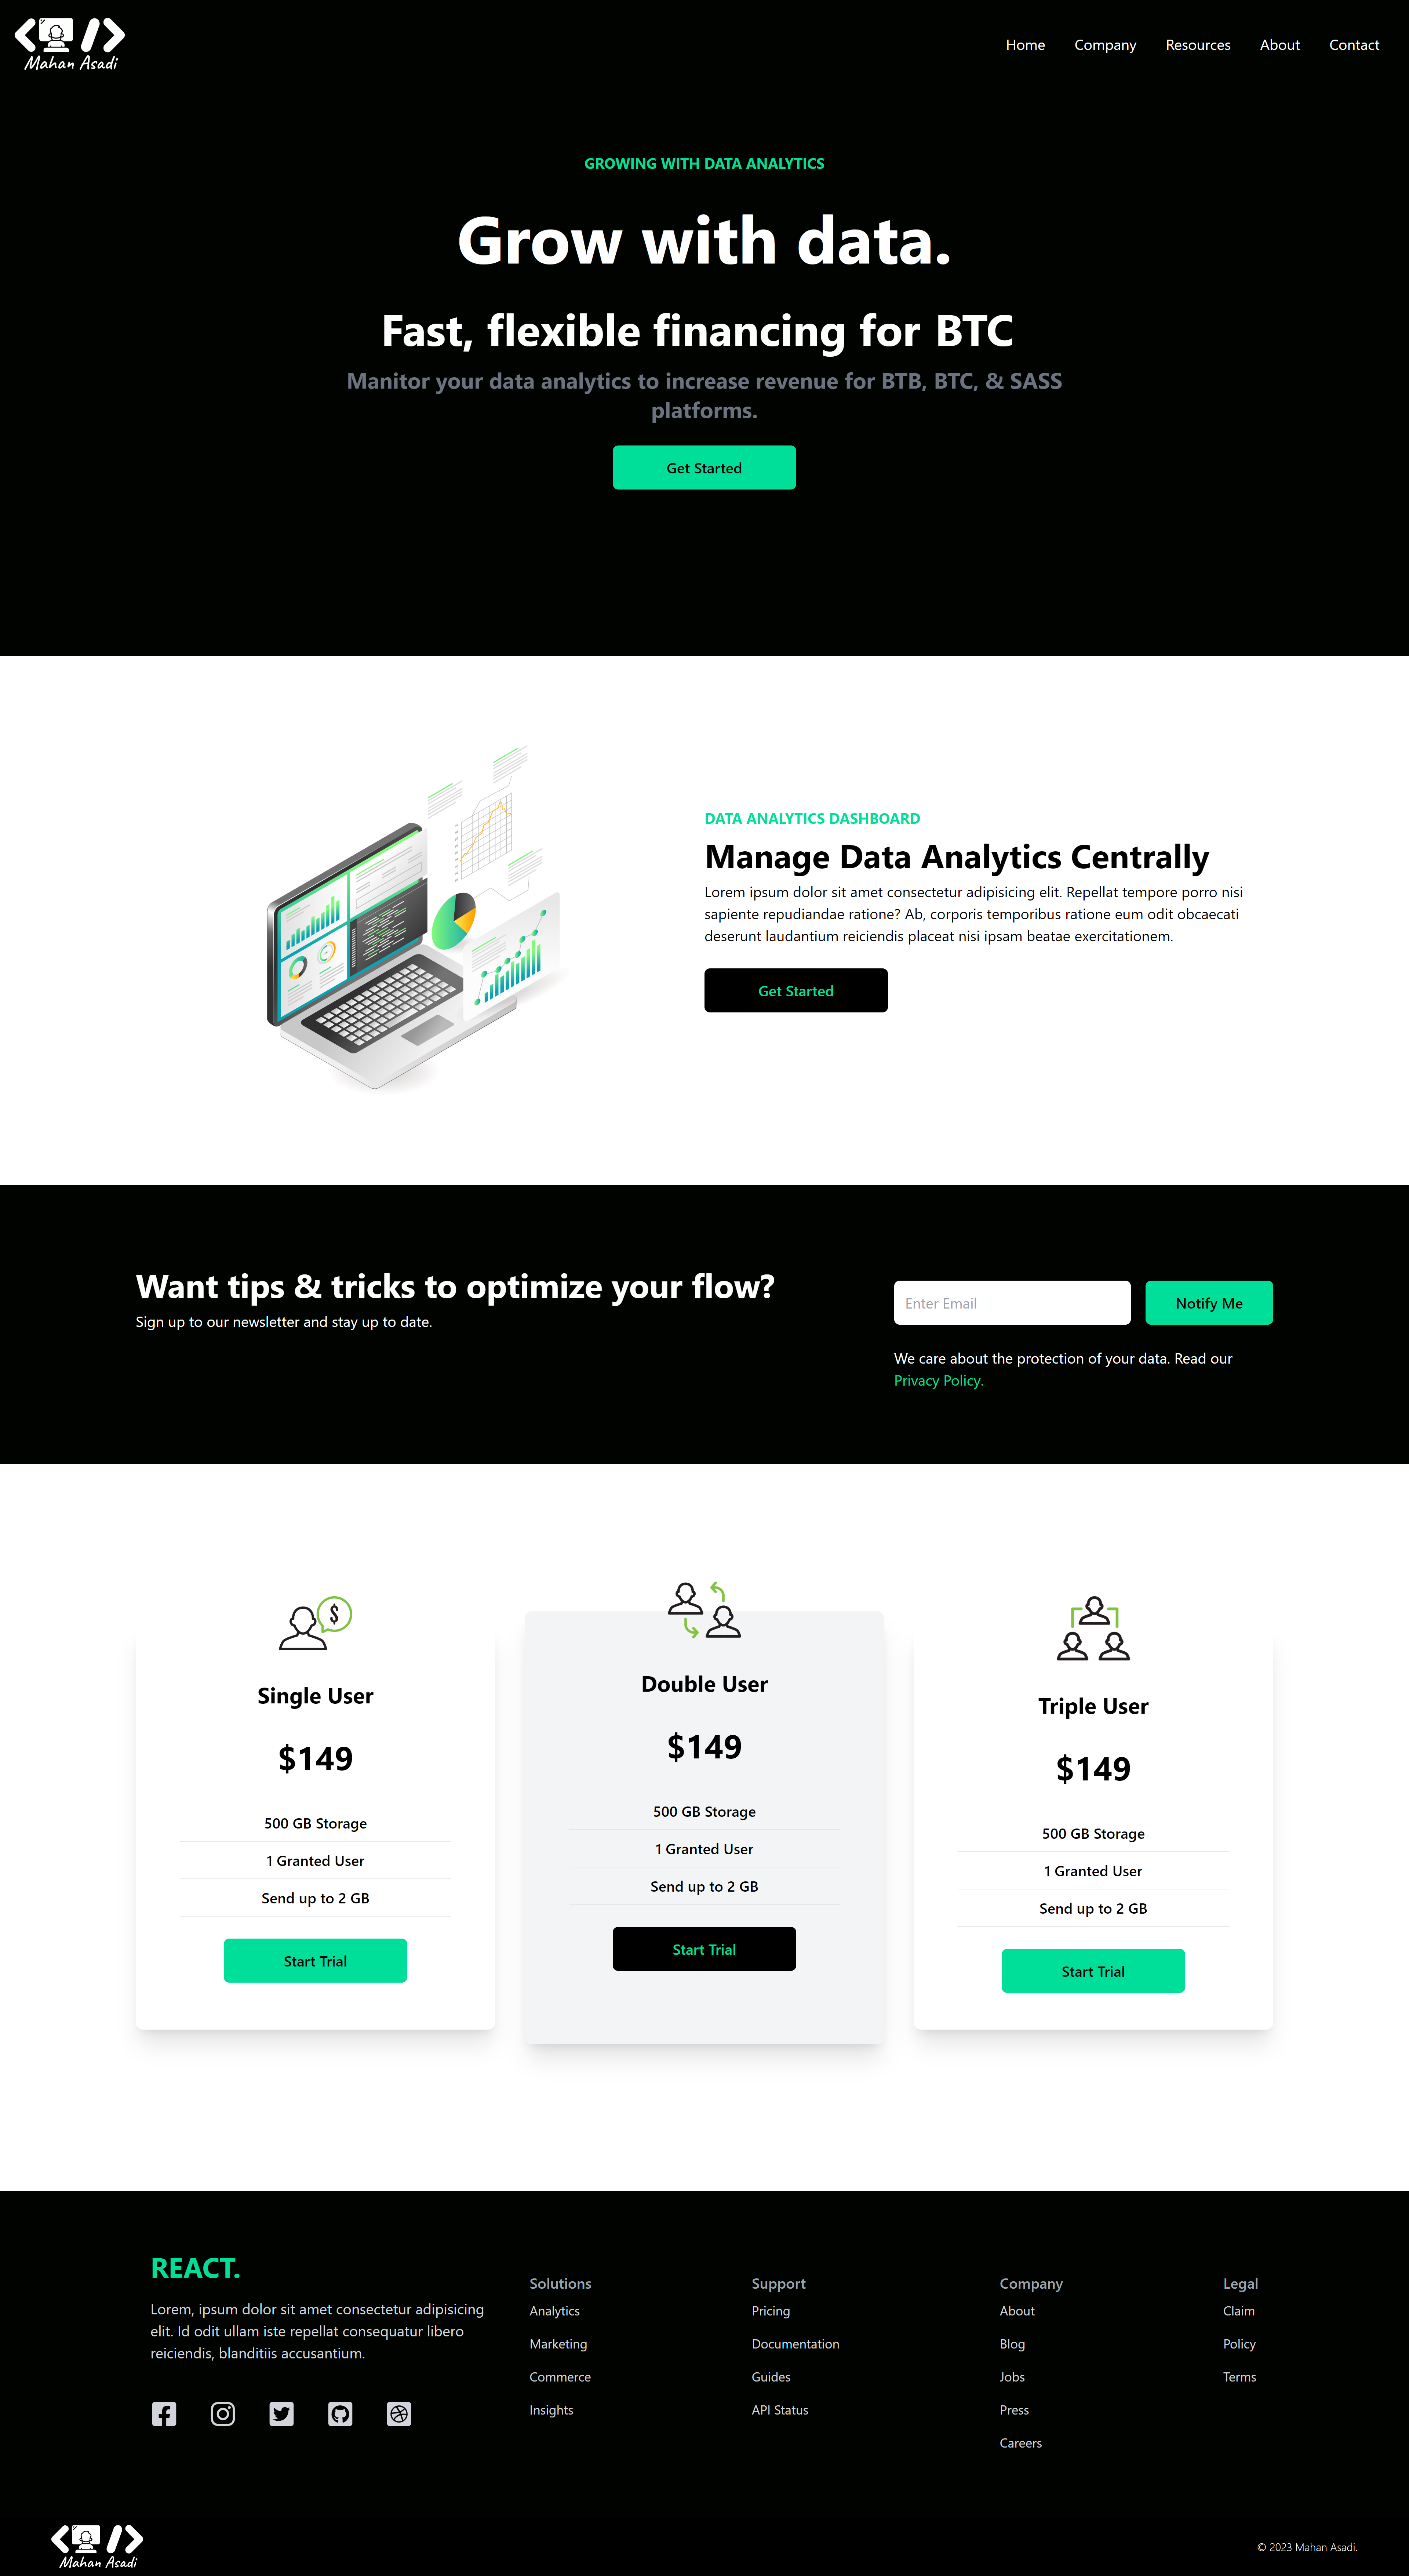 Mahan Asadi
Home Company Resources About Contact
GROWING WITH DATA ANALYTICS
Grow with data.
Fast, flexible financing for BTC
Manitor your data analytics to increase revenue for BTB, BTC, & SASS
platforms.
Get Started
DATA ANALYTICS DASHBOARD
Manage Data Analytics Centrally
Lorem ipsum dolor sit amet consectetur adipisicing elit. Repellat tempore porro nisi
sapiente repudiandae ratione? Ab, corporis temporibus ratione eum odit obcaecati
deserunt laudantium reiciendis placeat nisi ipsam beatae exercitationem.
Get Started
Want tips & tricks to optimize your flow?
Sign up to our newsletter and stay up to date.
Enter Email
Notify Me
We care about the protection of your data. Read our
Privacy Policy.
Single User
$149
500 GB Storage
1 Granted User
Send up to 2 GB
Start Trial
Double User
$149
500 GB Storage
1 Granted User
Send up to 2 GB
Start Trial
Triple User
$149
500 GB Storage
1 Granted User
Send up to 2 GB
Start Trial
REACT.
Lorem, ipsum dolor sit amet consectetur adipisicing
elit. Id odit ullam iste repellat consequatur libero
reiciendis, blanditiis accusantium.
Solutions
Analytics
Marketing
Commerce
Insights
Support
Pricing
Documentation
Guides
API Status
Company
About
Blog
Jobs
Press
Careers
Legal
Claim
Policy
Terms
Mahan Asadi
© 2023 Mahan Asadi.